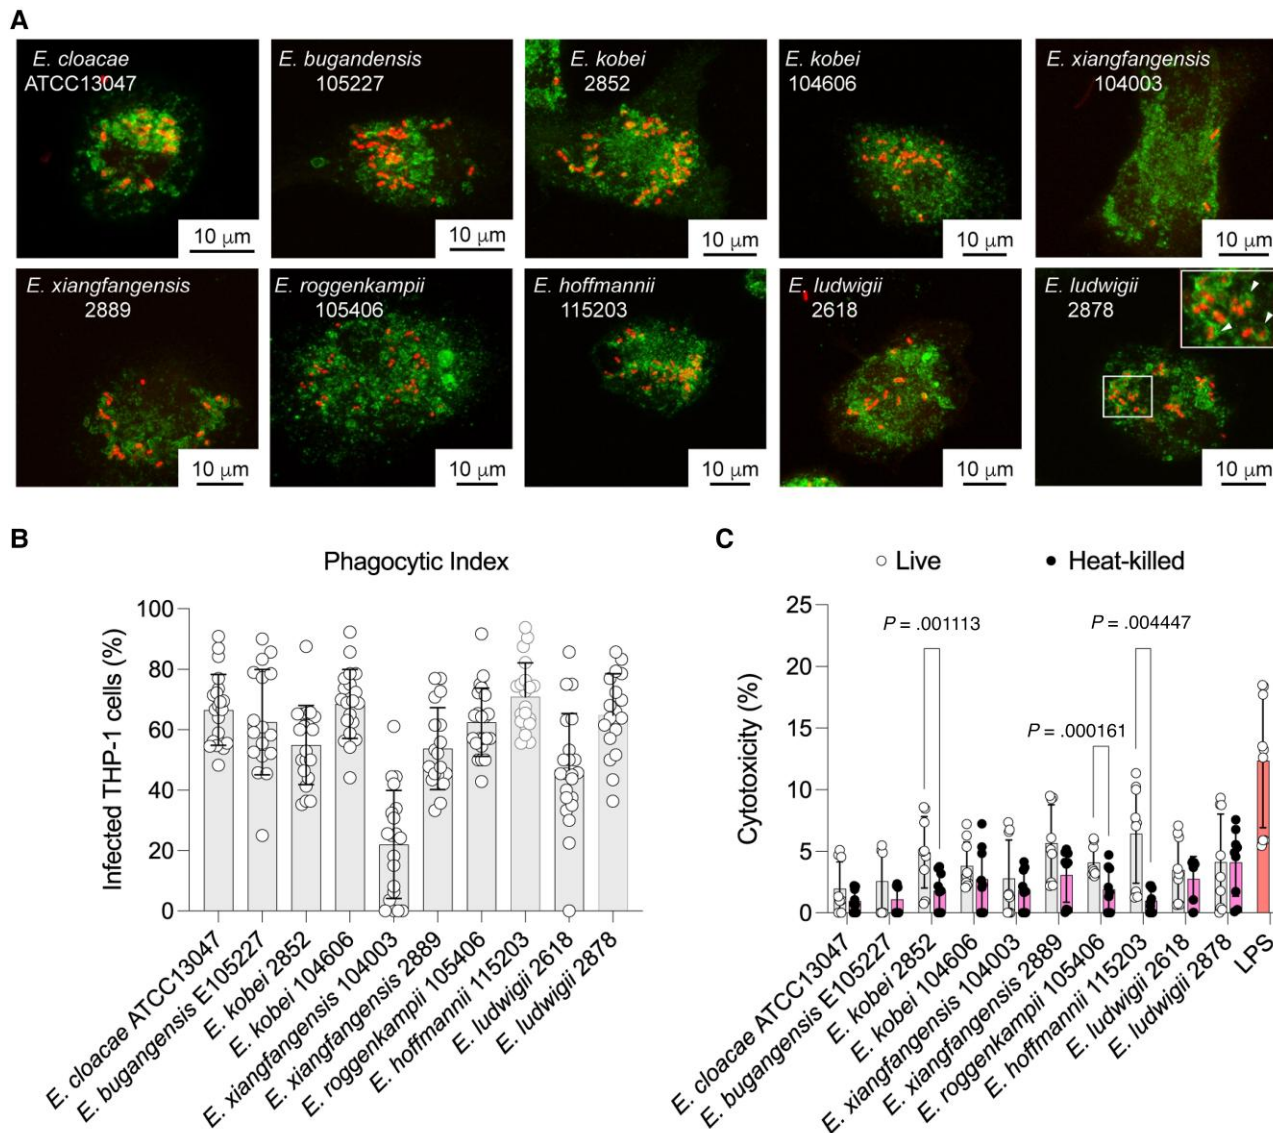 A
E. cloacae
ATCC13047
E. bugandensis
105227
E. kobei
2852
E. kobei
104606
E. xiangfangensis
104003
10 μm
10 μm
10 μm
10 μm
10 μm
E. xiangfangensis
2889
E. roggenkampii
105406
E. hoffmannii
115203
E. ludwigii
2618
E. ludwigii
2878
10 μm
10 μm
10 μm
10 μm
10 μm
B
Phagocytic Index
Infected THP-1 cells (%)
100
80
60
40
20
0
E. cloacae ATCC13047
E. bugangensis E105227
E. kobei 2852
E. kobei 104606
E. xiangfangensis 104003
E. xiangfangensis 2889
E. roggenkampii 105406
E. hoffmannii 115203
E. ludwigii 2618
E. ludwigii 2878
C
Live
Heat-killed
Cytotoxicity (%)
25
20
15
10
5
0
P = .001113
P = .004447
P = .000161
E. cloacae ATCC13047
E. bugangensis E105227
E. kobei 2852
E. kobei 104606
E. xiangfangensis 104003
E. xiangfangensis 2889
E. roggenkampii 105406
E. hoffmannii 115203
E. ludwigii 2618
E. ludwigii 2878
LPS